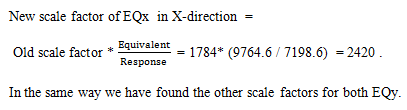 New scale factor of EQx in X-direction =
Old scale factor * Equivalent / Response = 1784* (9764.6 / 7198.6) = 2420 .
In the same way we have found the other scale factors for both EQy.